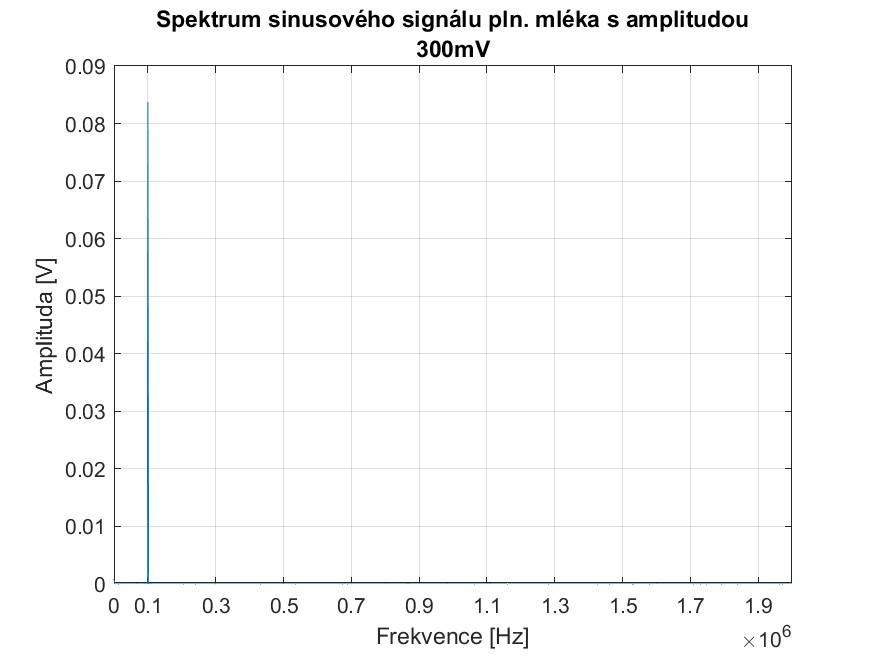 Spektrum sinusového signálu pln. mléka s amplitudou
300mV
0.09
0.08
0.07
0.06
0.05
0.04
0.03
0.02
0.01
0
Amplituda [V]
0 0.1 0.3 0.5 0.7 0.9 1.1 1.3 1.5 1.7 1.9
Frekvence [Hz]
×10⁶